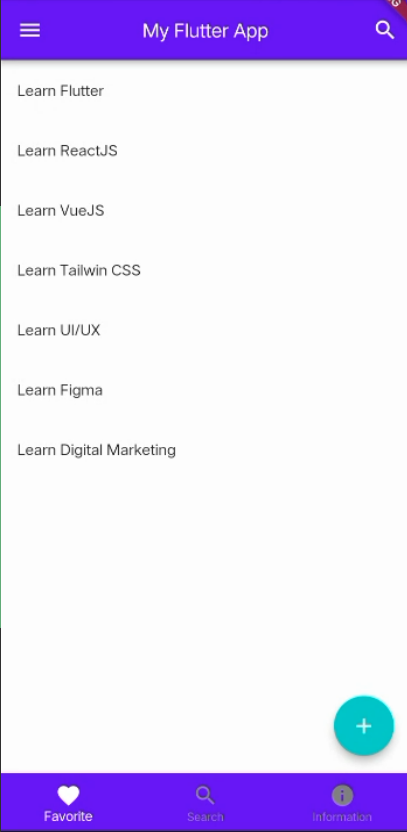 My Flutter App
Learn Flutter
Learn ReactJS
Learn VueJS
Learn Tailwin CSS
Learn UI/UX
Learn Figma
Learn Digital Marketing
Favorite
Search
Information